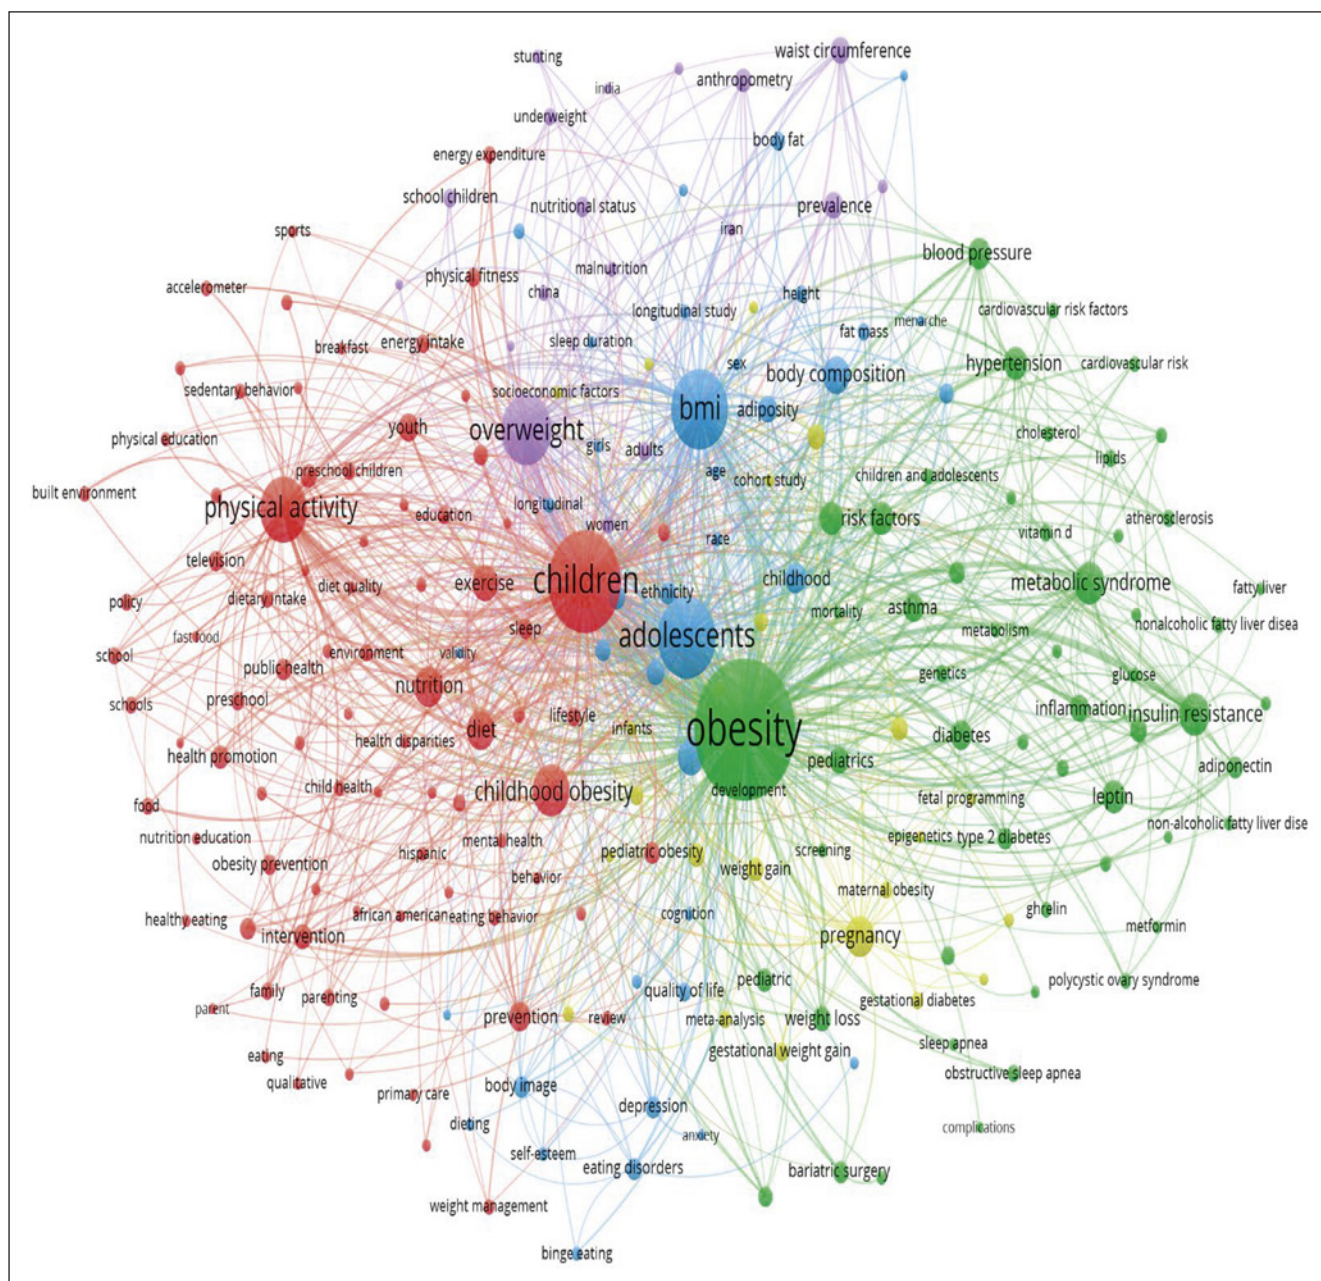 waist circumference
stunting
anthropometry
india
underweight
body fat
energy expenditure
school children
nutritional status
prevalence
sports
iran
blood pressure
malnutrition
physical fitness
accelerometer
china
height
longitudinal study
cardiovascular risk factors
menarche
fat mass
breakfast
energy intake
sleep duration
sex
hypertension
cardiovascular risk
body composition
sedentary behavior
socioeconomic factors
bmi
adiposity
youth
overweight
cholesterol
physical education
girls
adults
lipids
preschool children
age
cohort study
children and adolescents
built environment
physical activity
longitudinal
education
women
risk factors
atherosclerosis
vitamin d
race
television
diet quality
exercise
children
ethnicity
childhood
metabolic syndrome
fatty liver
policy
dietary intake
mortality
asthma
nonalcoholic fatty liver disea
fast food
sleep
adolescents
metabolism
school
environment
validity
public health
genetics
glucose
nutrition
schools
preschool
lifestyle
infants
obesity
inflammation
insulin resistance
diet
diabetes
health disparities
health promotion
pediatrics
adiponectin
child health
childhood obesity
development
fetal programming
leptin
food
non-alcoholic fatty liver dise
nutrition education
mental health
epigenetics
type 2 diabetes
hispanic
pediatric obesity
screening
obesity prevention
weight gain
behavior
maternal obesity
healthy eating
african american
eating behavior
cognition
ghrelin
intervention
pregnancy
metformin
pediatric
polycystic ovary syndrome
family
parenting
quality of life
gestational diabetes
parent
prevention
review
meta-analysis
weight loss
sleep apnea
eating
gestational weight gain
qualitative
primary care
body image
obstructive sleep apnea
depression
dieting
anxiety
complications
self-esteem
eating disorders
bariatric surgery
weight management
binge eating